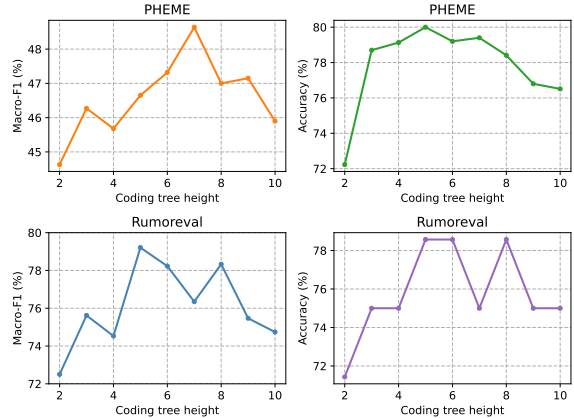 PHEME
Macro-F1 (%)
48
47
46
45
2 4 6 8 10
Coding tree height
PHEME
Accuracy (%)
80
78
76
74
72
2 4 6 8 10
Coding tree height
Rumoreval
Macro-F1 (%)
80
78
76
74
72
2 4 6 8 10
Coding tree height
Rumoreval
Accuracy (%)
78
76
74
72
2 4 6 8 10
Coding tree height